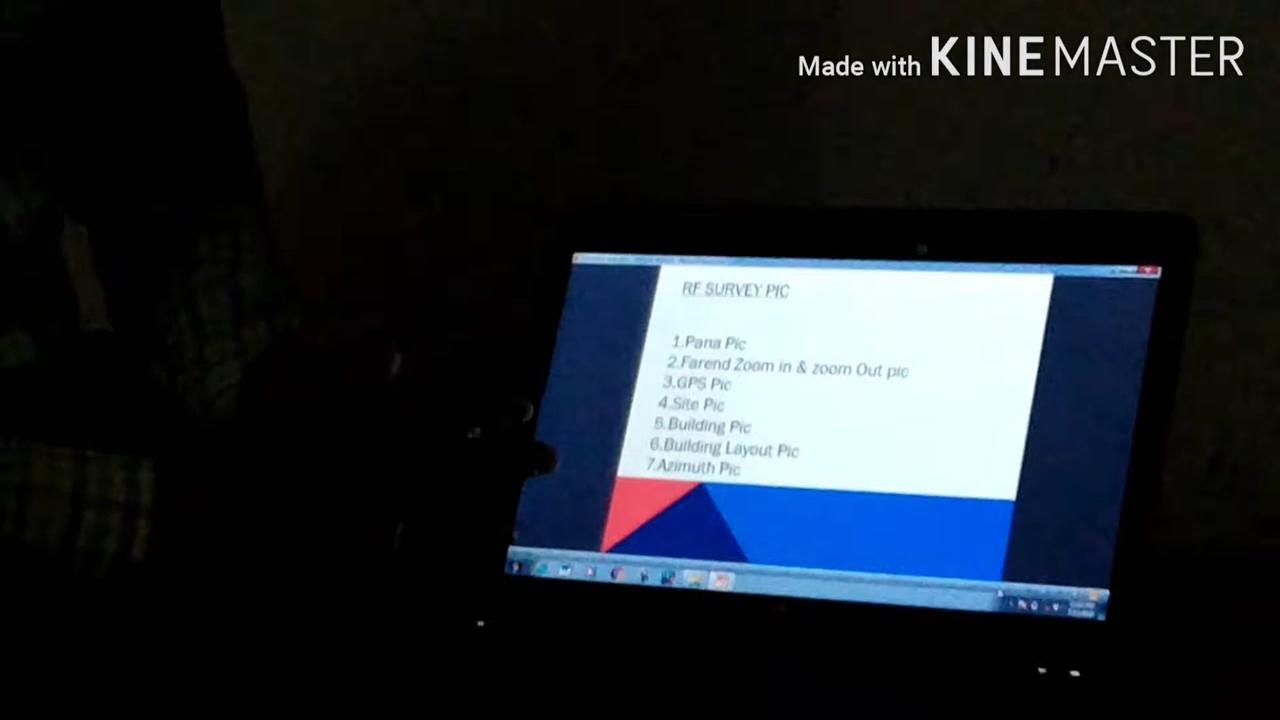 Made with KINEMASTER
RF SURVEY PIC
1.Pana Pic
2.Farend Zoom in & zoom Out pic
3.GPS Pic
4.Site Pic
5.Building Pic
6.Building Layout Pic
7.Azimuth Pic